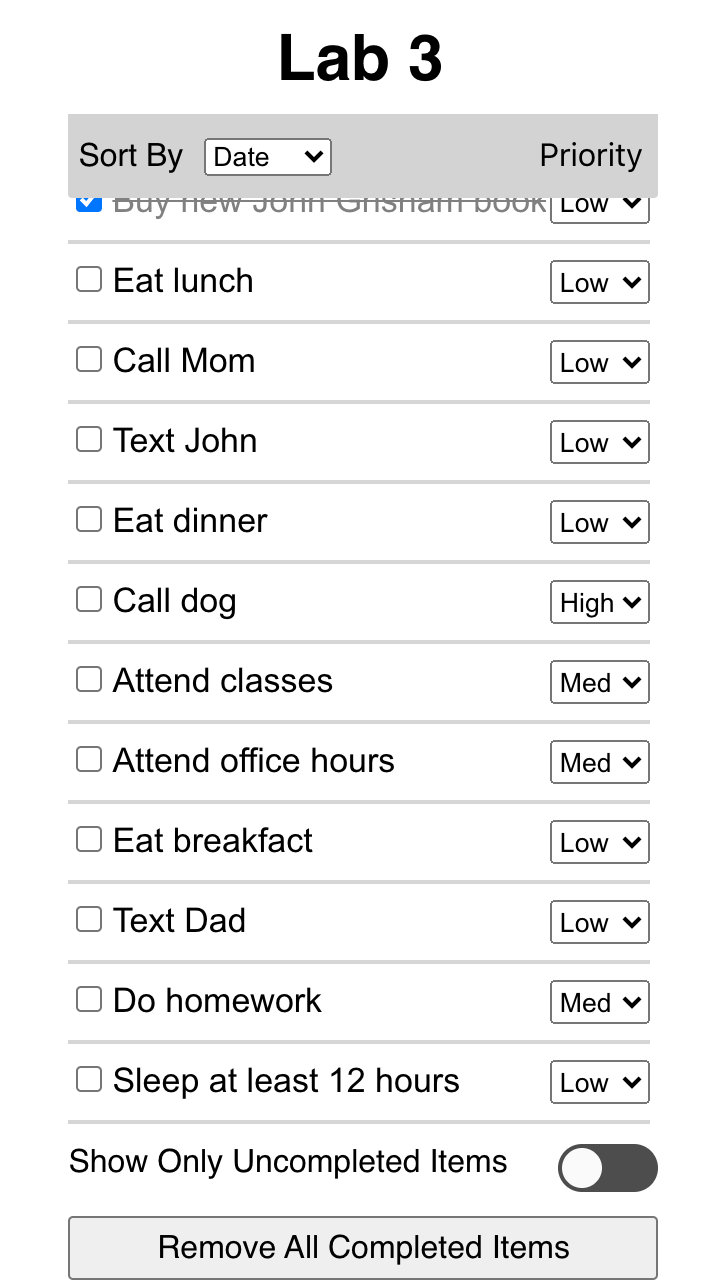 Lab 3
Sort By Date Priority
Buy new John Grisham book Low
Eat lunch Low
Call Mom Low
Text John Low
Eat dinner Low
Call dog High
Attend classes Med
Attend office hours Med
Eat breakfact Low
Text Dad Low
Do homework Med
Sleep at least 12 hours Low
Show Only Uncompleted Items
Remove All Completed Items